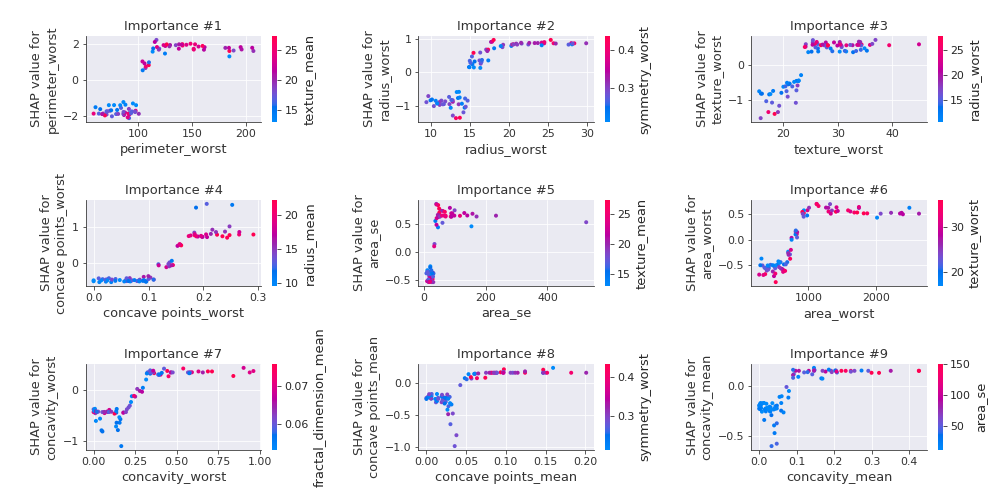 Importance #1
SHAP value for
perimeter_worst
2
0
−2
100
150
200
perimeter_worst
25
20
15
texture_mean
Importance #2
SHAP value for
radius_worst
1
0
−1
10
15
20
25
30
radius_worst
0.4
0.3
symmetry_worst
Importance #3
SHAP value for
texture_worst
0
−1
20
30
40
texture_worst
25
20
15
radius_worst
Importance #4
SHAP value for
concave points_worst
1
0
0.0
0.1
0.2
0.3
concave points_worst
20
15
10
radius_mean
Importance #5
SHAP value for
area_se
0.5
0.0
−0.5
0
200
400
area_se
25
20
15
texture_mean
Importance #6
SHAP value for
area_worst
0.5
0.0
−0.5
1000
2000
area_worst
30
20
texture_worst
Importance #7
SHAP value for
concavity_worst
0
−1
0.00
0.25
0.50
0.75
1.00
concavity_worst
0.07
0.06
fractal_dimension_mean
Importance #8
SHAP value for
concave points_mean
0.0
−0.5
−1.0
0.00
0.05
0.10
0.15
0.20
concave points_mean
0.4
0.3
symmetry_worst
Importance #9
SHAP value for
concavity_mean
0.0
−0.5
0.0
0.1
0.2
0.3
0.4
concavity_mean
150
100
50
area_se